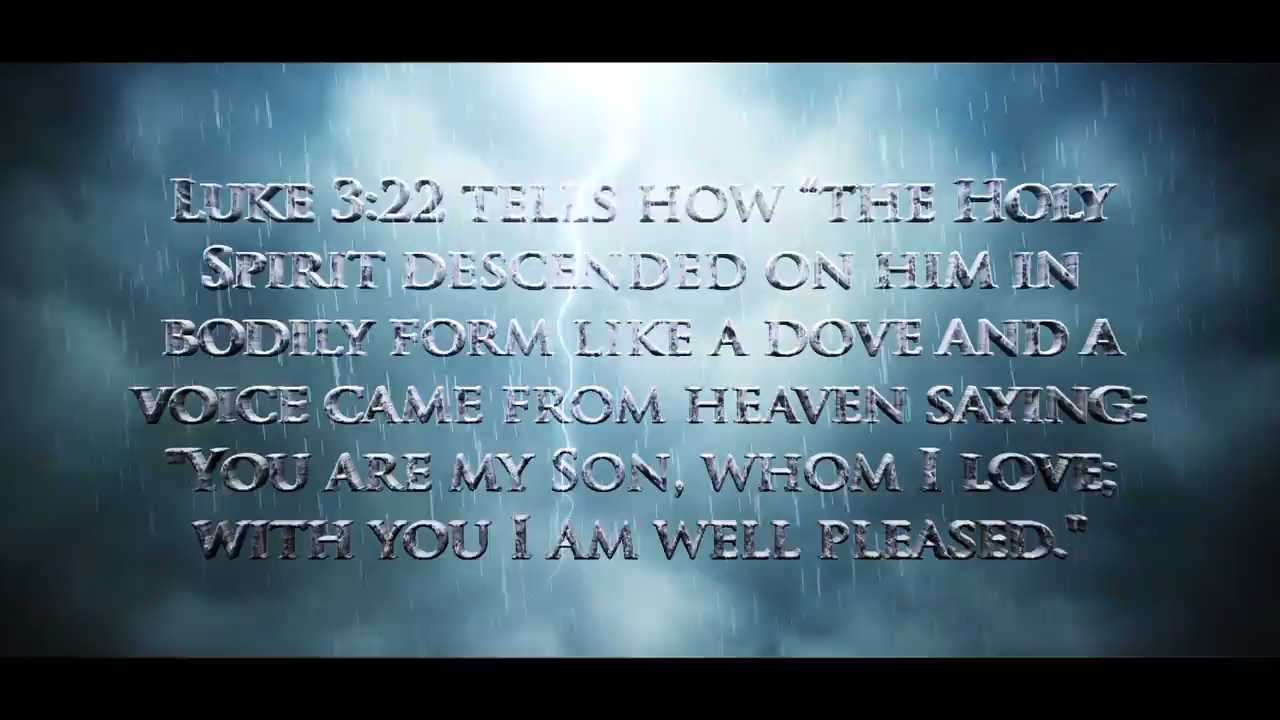 Luke 3:22 tells how “the Holy
Spirit descended on him in
bodily form like a dove and a
voice came from heaven saying:
"You are my Son, whom I love;
with you I am well pleased."